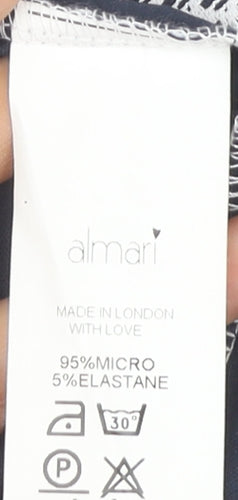 almari
MADE IN LONDON
WITH LOVE
95%MICRO
5%ELASTANE
30°
P